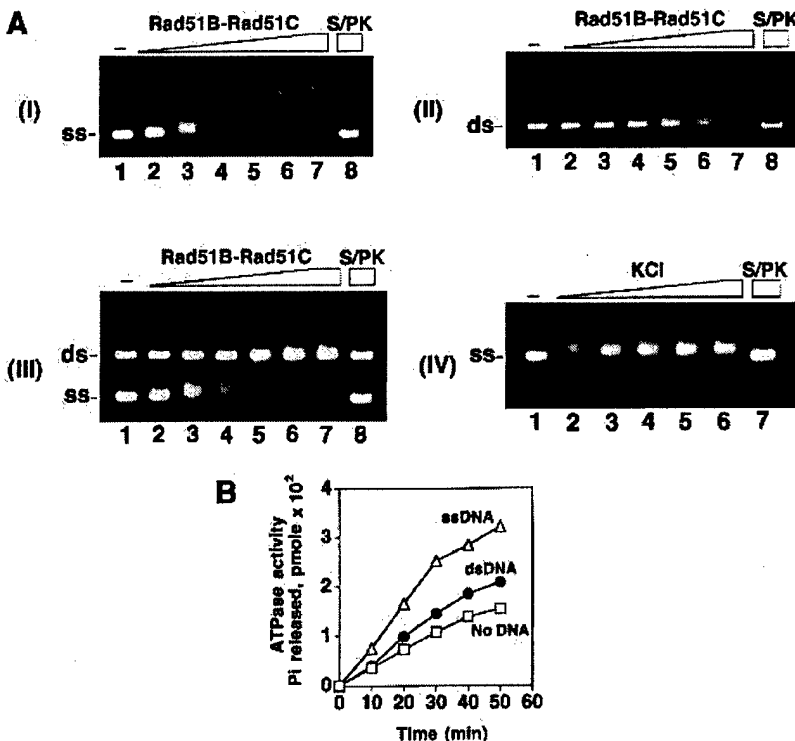 A
Rad51B-Rad51C S/PK
–
(I)
ss-
1 2 3 4 5 6 7 8
Rad51B-Rad51C S/PK
–
(II)
ds-
1 2 3 4 5 6 7 8
Rad51B-Rad51C S/PK
–
(III)
ds-
ss-
1 2 3 4 5 6 7 8
KCl S/PK
–
(IV)
ss-
1 2 3 4 5 6 7
B
ATPase activity
Pi released, pmole x 10²
4
3
2
1
0
ssDNA
dsDNA
No DNA
0 10 20 30 40 50 60
Time (min)